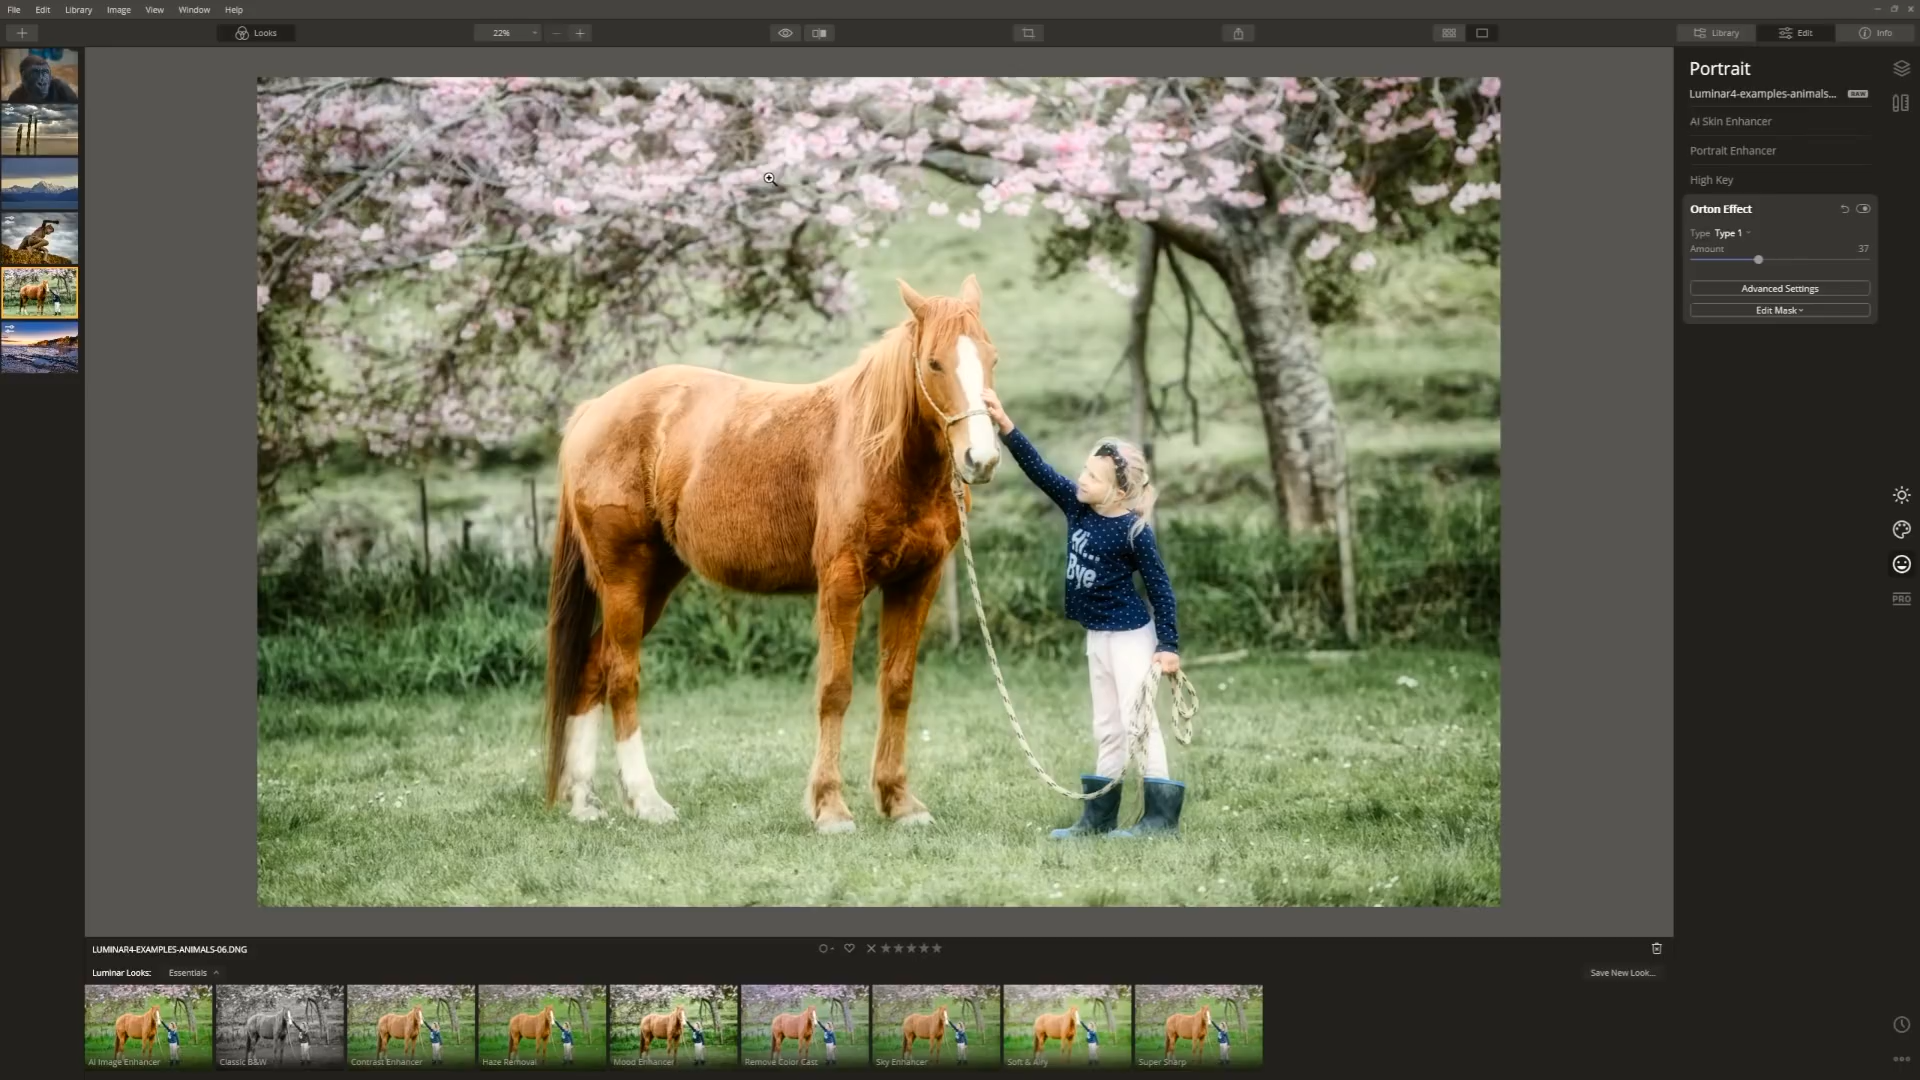 File Edit Library Image View Window Help
Looks 22% Library Edit Info
Portrait
Luminar4-examples-animals... RAW
AI Skin Enhancer
Portrait Enhancer
High Key
Orton Effect
Type Type 1
Amount 37
Advanced Settings
Edit Mask
PRO
Hi...
Bye
LUMINAR4-EXAMPLES-ANIMALS-06.DNG
Luminar Looks: Essentials Save New Look...
AI Image Enhancer Classic B&W Contrast Enhancer Haze Removal Mood Enhancer Remove Color Cast Sky Enhancer Soft & Airy Super Sharp